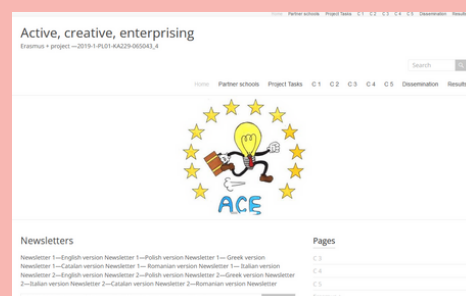 Home Partner schools Project Tasks C 1 C 2 C 3 C 4 C 5 Dissemination Results
Active, creative, enterprising
Erasmus + project —2019-1-PL01-KA229-065043_4
Search
Home Partner schools Project Tasks C 1 C 2 C 3 C 4 C 5 Dissemination Results
ACE
Newsletters
Pages
Newsletter 1—English version Newsletter 1—Polish version Newsletter 1— Greek version
Newsletter 1—Catalan version Newsletter 1— Romanian version Newsletter 1— Italian version
Newsletter 2—English version Newsletter 2—Polish version Newsletter 2—Greek version Newsletter
2—Italian version Newsletter 2—Catalan version Newsletter 2—Romanian version Newsletter
C 3
C 4
C 5